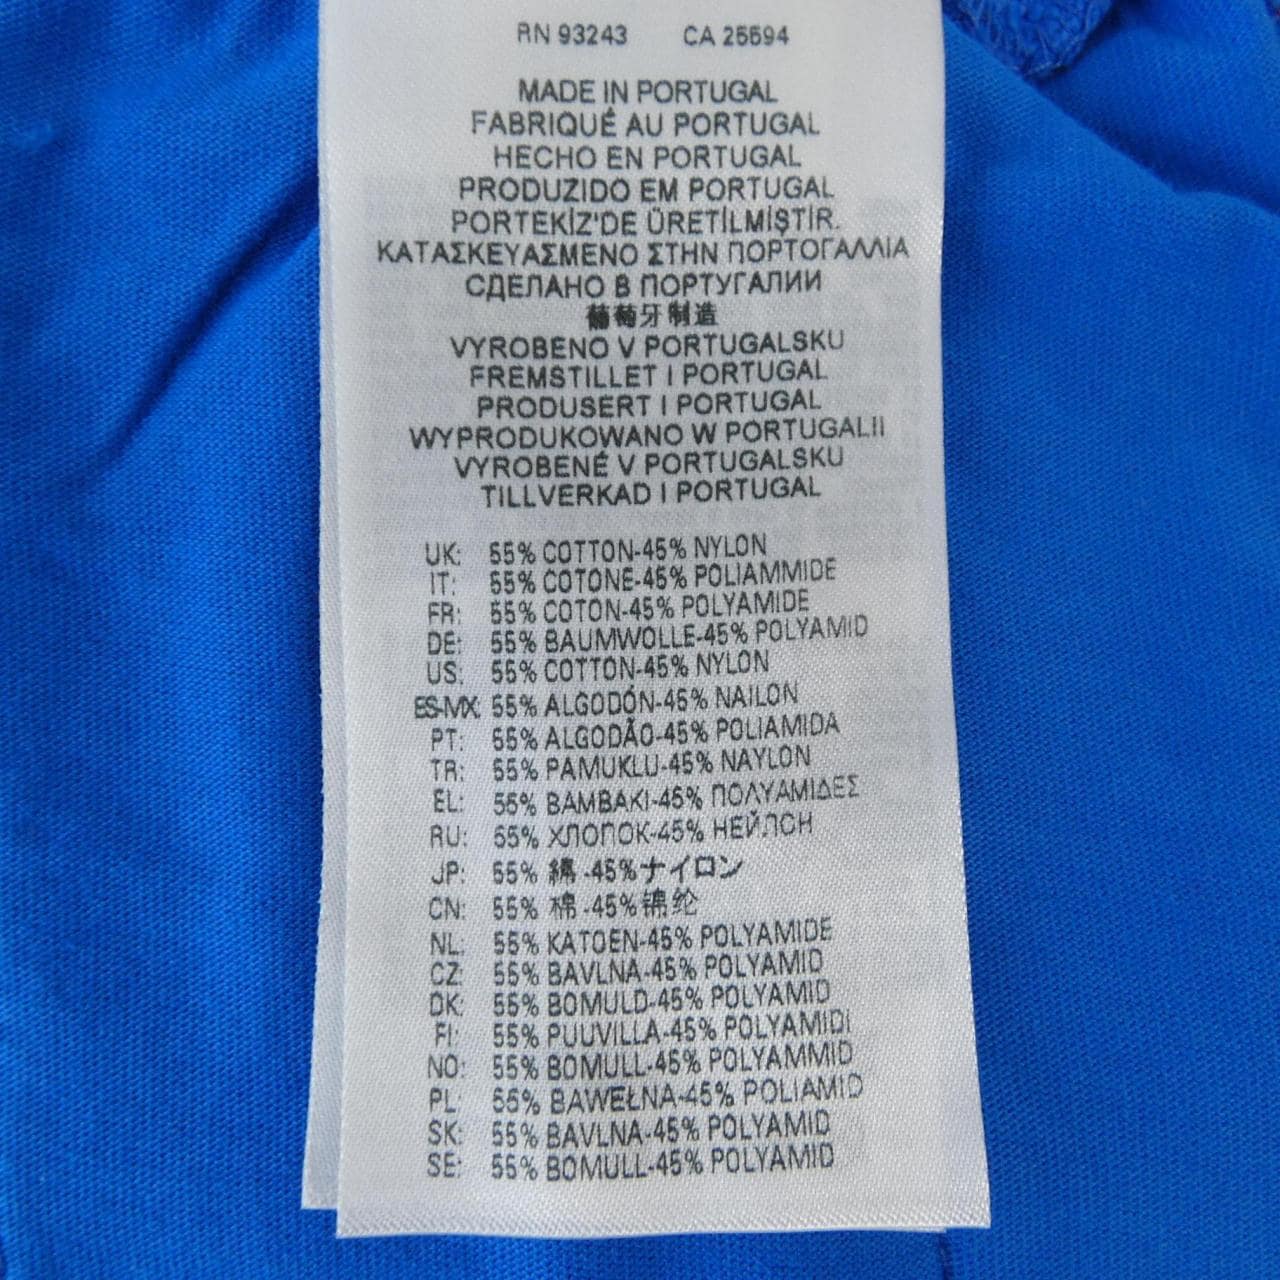 RN 93243 CA 25594
MADE IN PORTUGAL
FABRIQUÉ AU PORTUGAL
HECHO EN PORTUGAL
PRODUZIDO EM PORTUGAL
PORTEKİZ'DE ÜRETİLMİŞTİR.
ΚΑΤΑΣΚΕΥΑΣΜΕΝΟ ΣΤΗΝ ΠΟΡΤΟΓΑΛΛΙΑ
СДЕЛАНО В ПОРТУГАЛИИ
葡萄牙制造
VYROBENO V PORTUGALSKU
FREMSTILLET I PORTUGAL
PRODUSERT I PORTUGAL
WYPRODUKOWANO W PORTUGALII
VYROBENÉ V PORTUGALSKU
TILLVERKAD I PORTUGAL
UK: 55% COTTON-45% NYLON
IT: 55% COTONE-45% POLIAMMIDE
FR: 55% COTON-45% POLYAMIDE
DE: 55% BAUMWOLLE-45% POLYAMID
US: 55% COTTON-45% NYLON
ES-MX: 55% ALGODÓN-45% NAILON
PT: 55% ALGODÃO-45% POLIAMIDA
TR: 55% PAMUKLU-45% NAYLON
EL: 55% ΒΑΜΒΑΚΙ-45% ΠΟΛΥΑΜΙΔΕΣ
RU: 55% ХЛОПОК-45% НЕЙЛОН
JP: 55% 綿 -45%ナイロン
CN: 55% 棉 -45%锦纶
NL: 55% KATOEN-45% POLYAMIDE
CZ: 55% BAVLNA-45% POLYAMID
DK: 55% BOMULD-45% POLYAMID
FI: 55% PUUVILLA-45% POLYAMIDI
NO: 55% BOMULL-45% POLYAMMID
PL: 55% BAWEŁNA-45% POLIAMID
SK: 55% BAVLNA-45% POLYAMID
SE: 55% BOMULL-45% POLYAMID